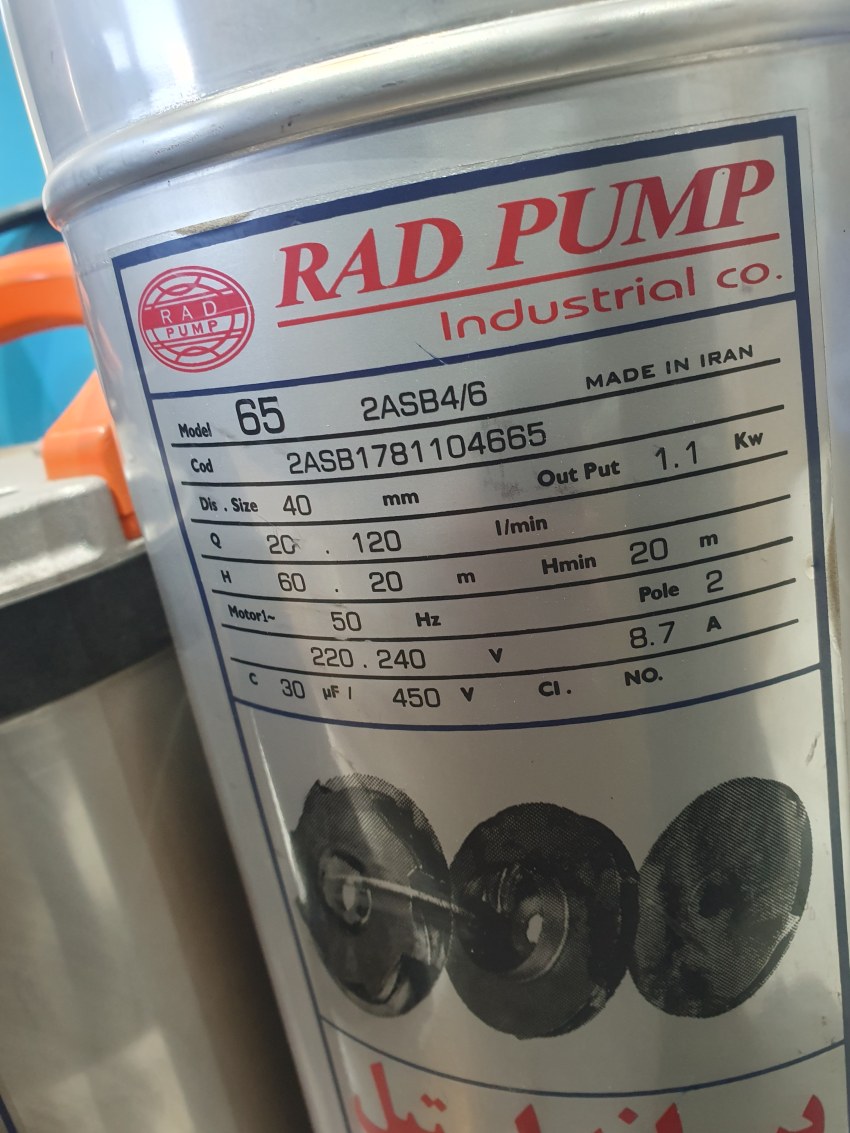 RAD PUMP
RAD
PUMP
Industrial co.
Model 65 2ASB4/6 MADE IN IRAN
Cod 2ASB1781104665
Dis . Size 40 mm Out Put 1.1 Kw
Q 20 . 120 l/min
H 60 . 20 m Hmin 20 m
Motor1~ 50 Hz Pole 2
220 . 240 V 8.7 A
C 30 µF / 450 V Cl . NO.